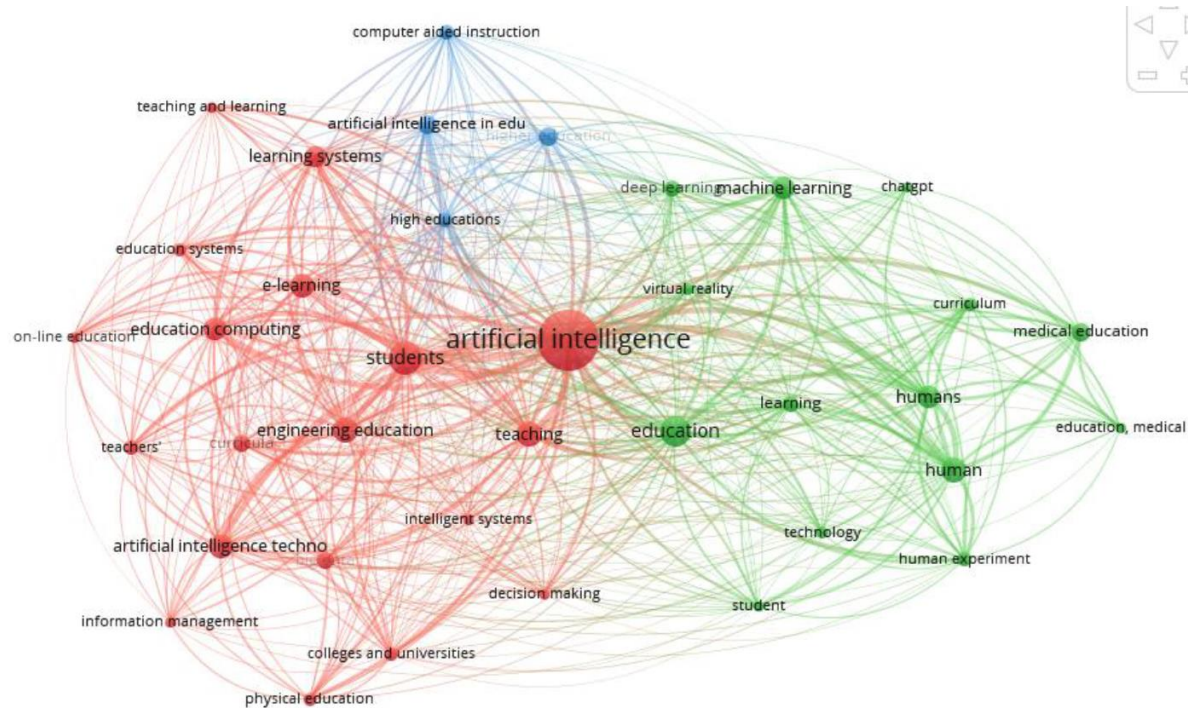 computer aided instruction
teaching and learning
artificial intelligence in edu
higher education
learning systems
deep learning
machine learning
chatgpt
high educations
education systems
e-learning
virtual reality
curriculum
on-line education
education computing
artificial intelligence
medical education
students
humans
learning
engineering education
teaching
education
education, medical
teachers'
curricula
human
intelligent systems
technology
artificial intelligence techno
human experiment
decision making
student
information management
colleges and universities
physical education